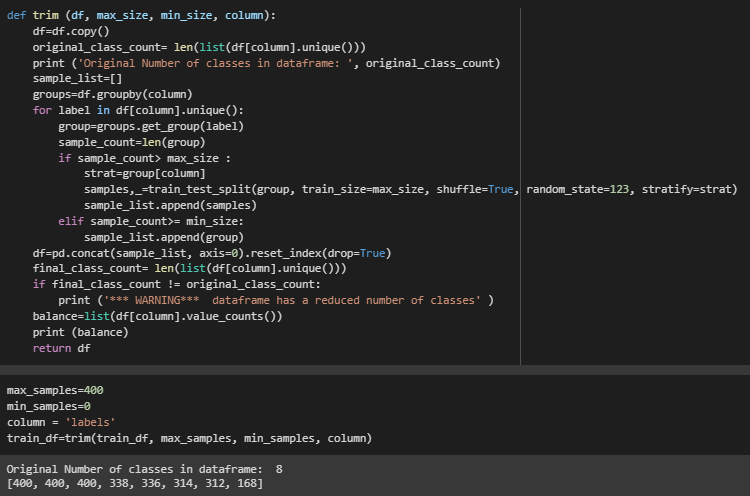 def trim (df, max_size, min_size, column):
    df=df.copy()
    original_class_count= len(list(df[column].unique()))
    print ('Original Number of classes in dataframe: ', original_class_count)
    sample_list=[]
    groups=df.groupby(column)
    for label in df[column].unique():
        group=groups.get_group(label)
        sample_count=len(group)
        if sample_count> max_size :
            strat=group[column]
            samples,_=train_test_split(group, train_size=max_size, shuffle=True, random_state=123, stratify=strat)
            sample_list.append(samples)
        elif sample_count>= min_size:
            sample_list.append(group)
    df=pd.concat(sample_list, axis=0).reset_index(drop=True)
    final_class_count= len(list(df[column].unique()))
    if final_class_count != original_class_count:
        print ('*** WARNING***  dataframe has a reduced number of classes' )
    balance=list(df[column].value_counts())
    print (balance)
    return df
max_samples=400
min_samples=0
column = 'labels'
train_df=trim(train_df, max_samples, min_samples, column)
Original Number of classes in dataframe:  8
[400, 400, 400, 338, 336, 314, 312, 168]